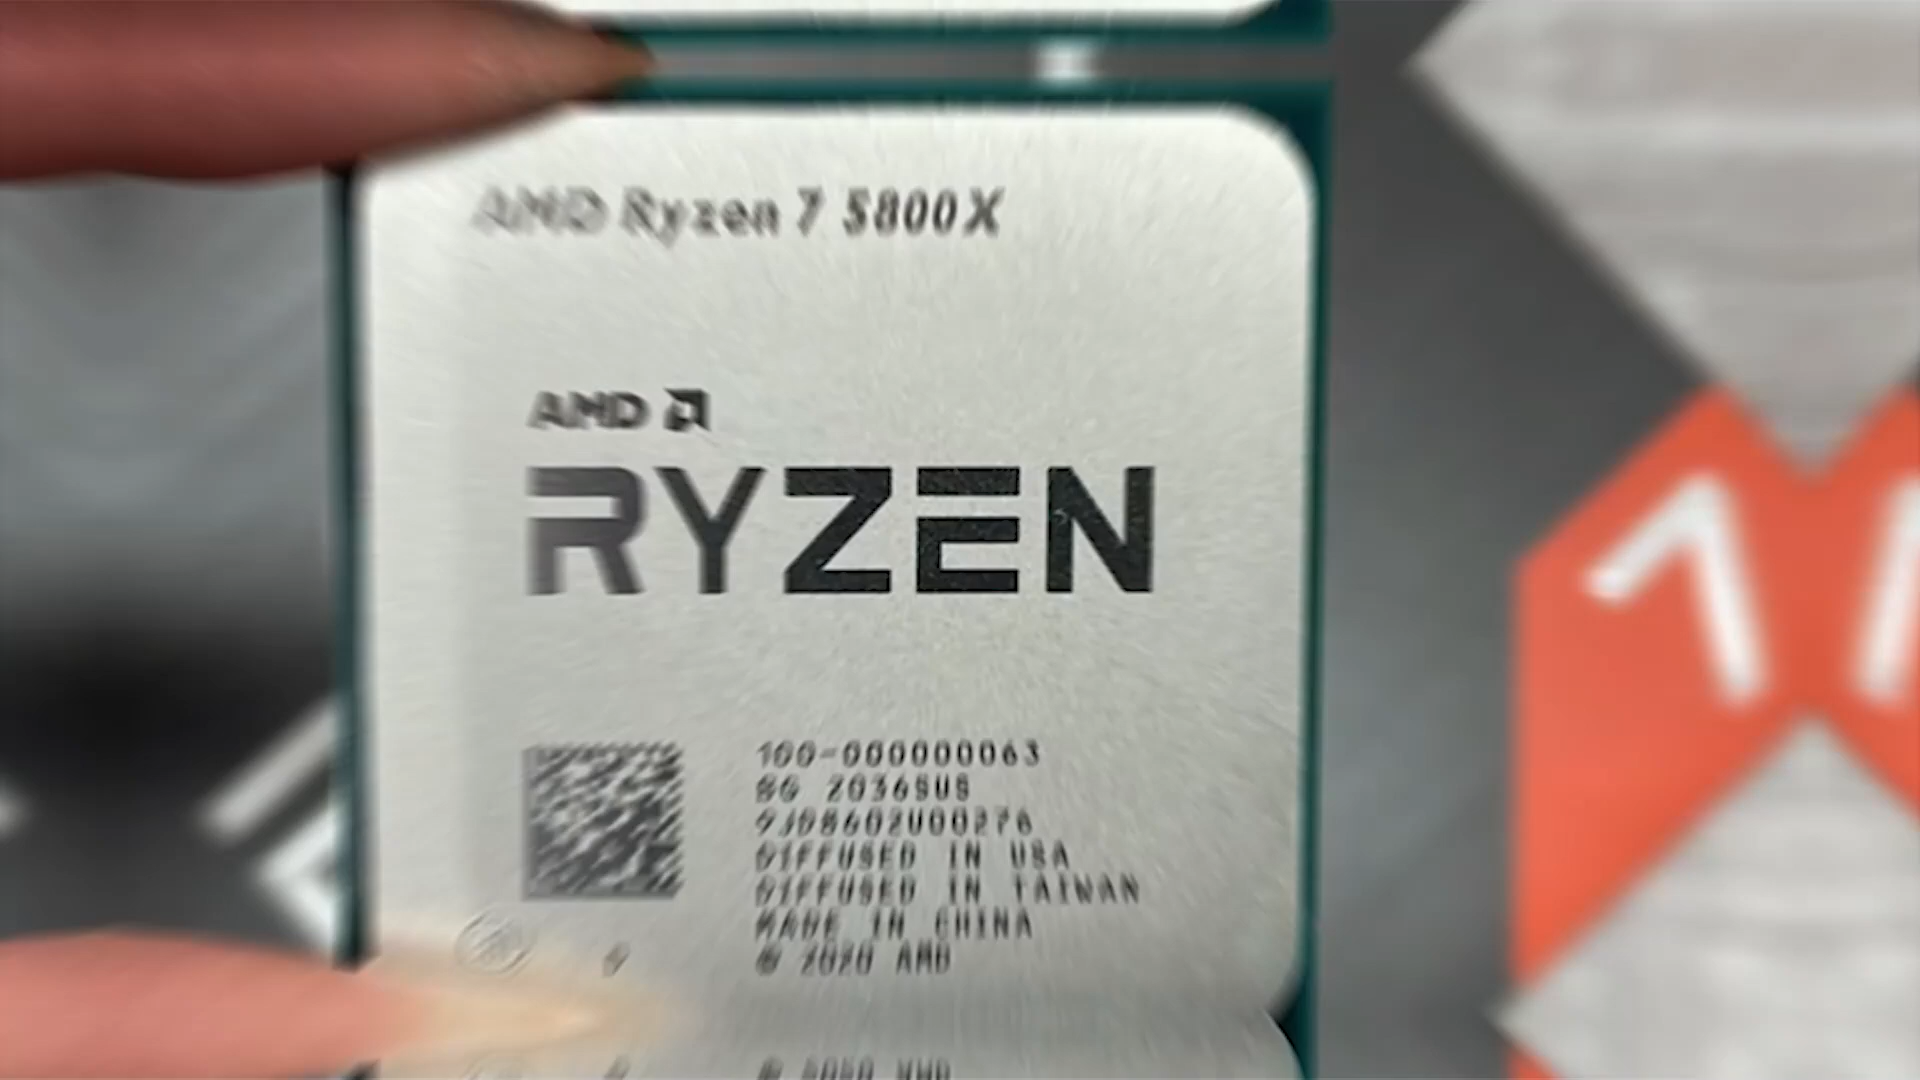 AMD Ryzen 7 5800X
AMD
RYZEN
100-000000063
BG 2036SUS
9JD8602U00276
DIFFUSED IN USA
DIFFUSED IN TAIWAN
MADE IN CHINA
© 2020 AMD